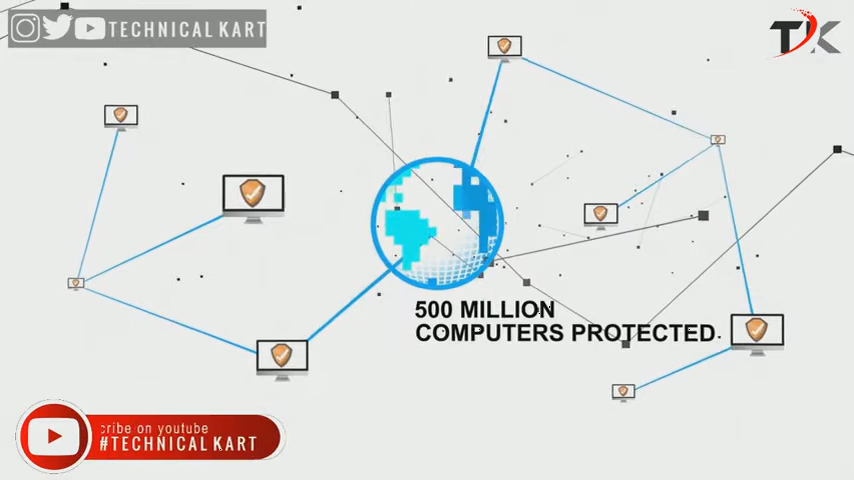 TECHNICAL KART
TK
500 MILLION
COMPUTERS PROTECTED
cribe on youtube
#TECHNICAL KART